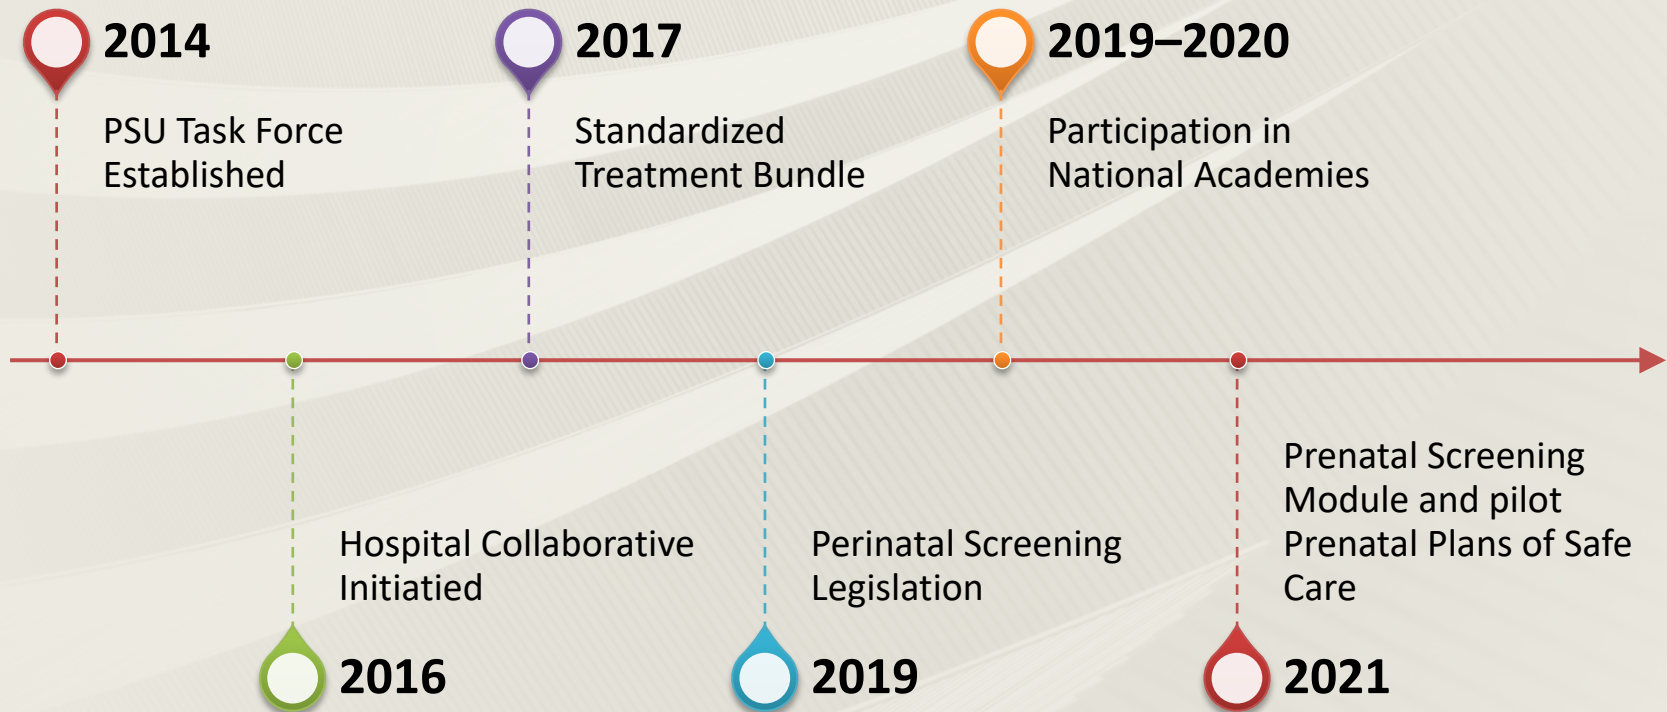 2014
PSU Task Force
Established
Hospital Collaborative
Initiatied
2016
2017
Standardized
Treatment Bundle
Perinatal Screening
Legislation
2019
2019–2020
Participation in
National Academies
Prenatal Screening
Module and pilot
Prenatal Plans of Safe
Care
2021